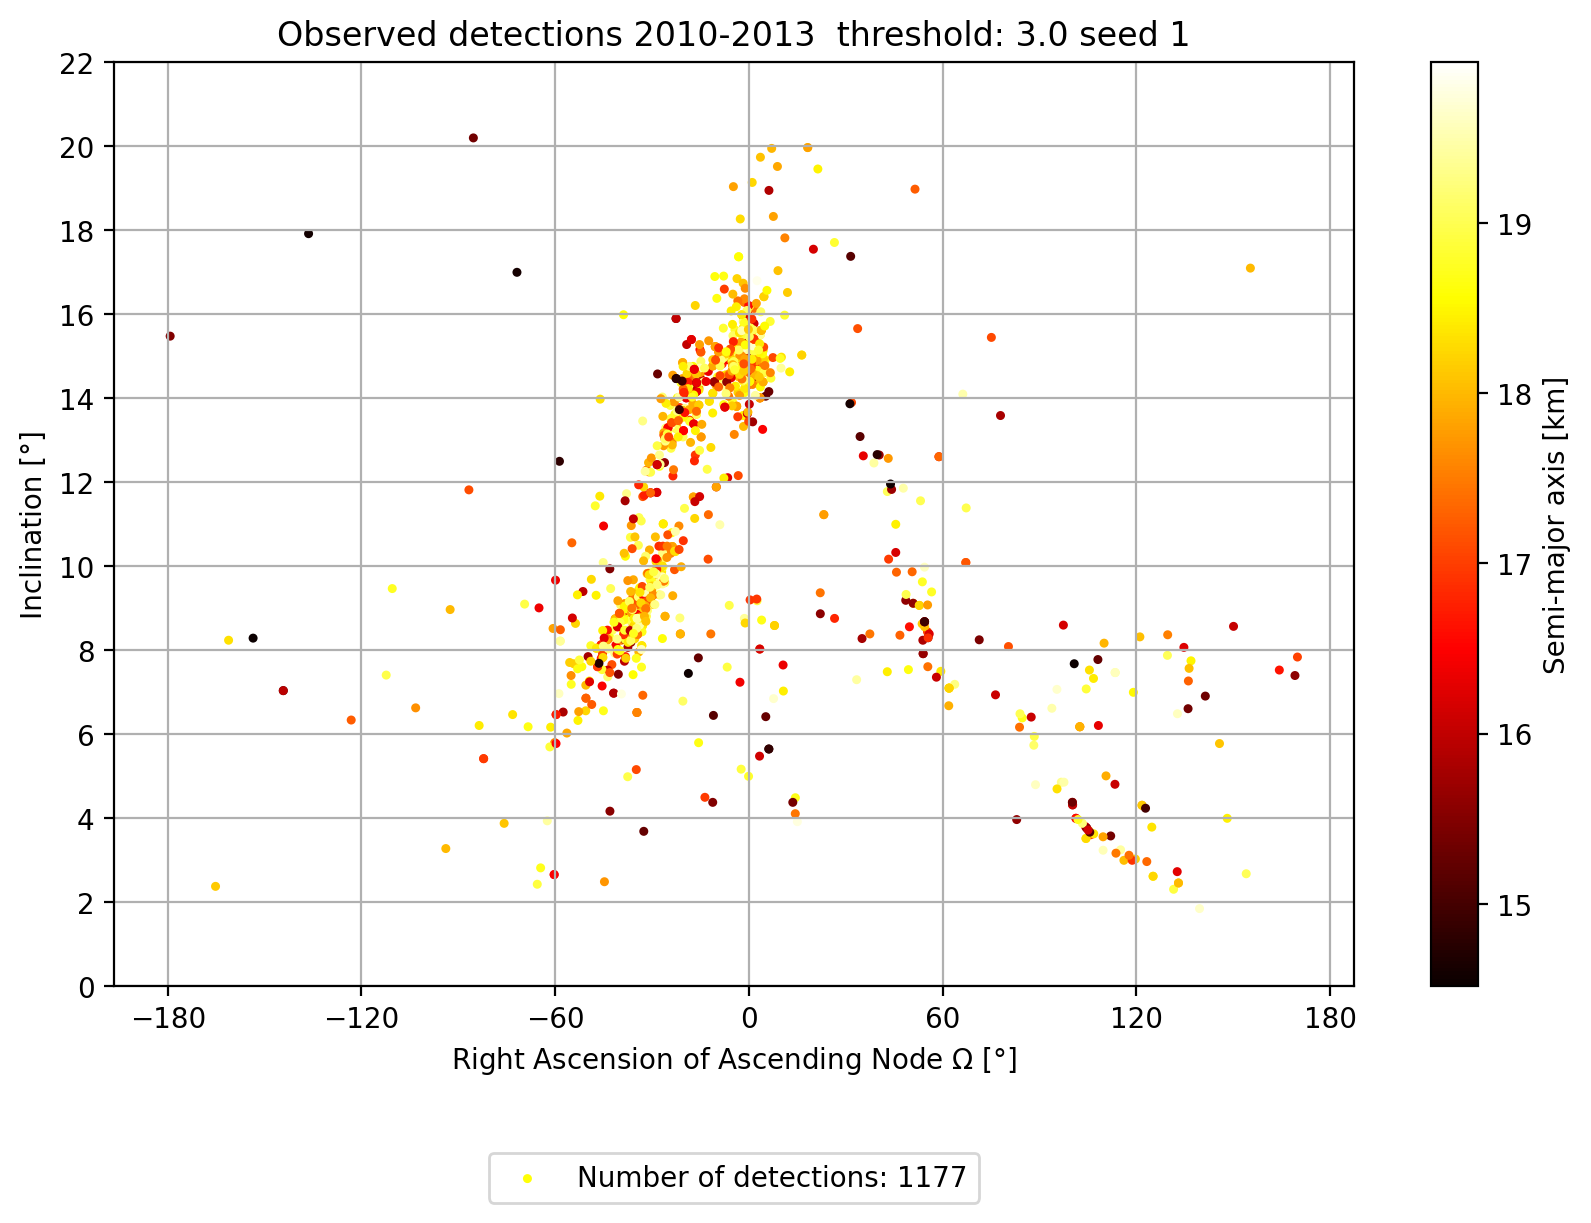 Observed detections 2010-2013  threshold: 3.0 seed 1
22
20
18
16
14
12
10
8
6
4
2
0
Inclination [°]
−180 −120 −60 0 60 120 180
Right Ascension of Ascending Node Ω [°]
19
18
17
16
15
Semi-major axis [km]
Number of detections: 1177